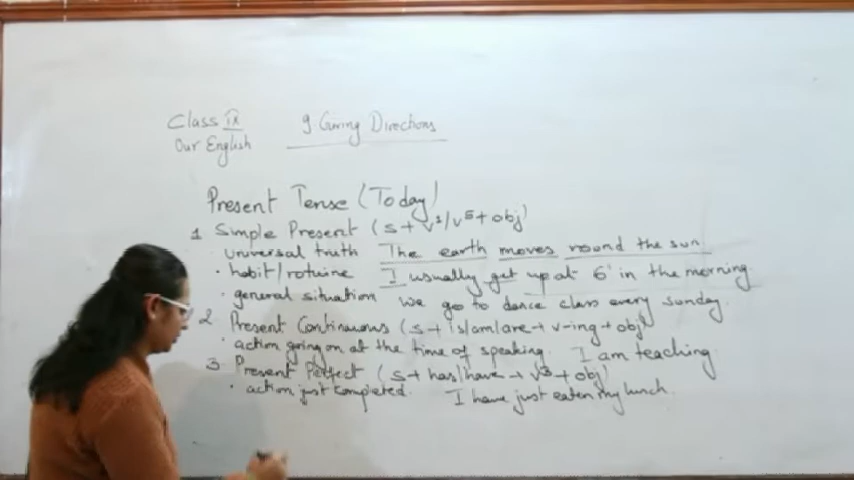 Class IX 9 Giving Directions
Our English
Present Tense (Today)
1 Simple Present (S + V¹/V⁵ + obj)
· universal truth The earth moves round the sun.
· habit/rotuine I usually get up at 6' in the morning
· general situation we go to dance class every sunday.
2. Present Continuous (S + is/am/are + v-ing + obj)
· action going on at the time of speaking. I am teaching
3. Present Perfect (S + has/have + V³ + obj)
· action just completed. I have just eaten my lunch.